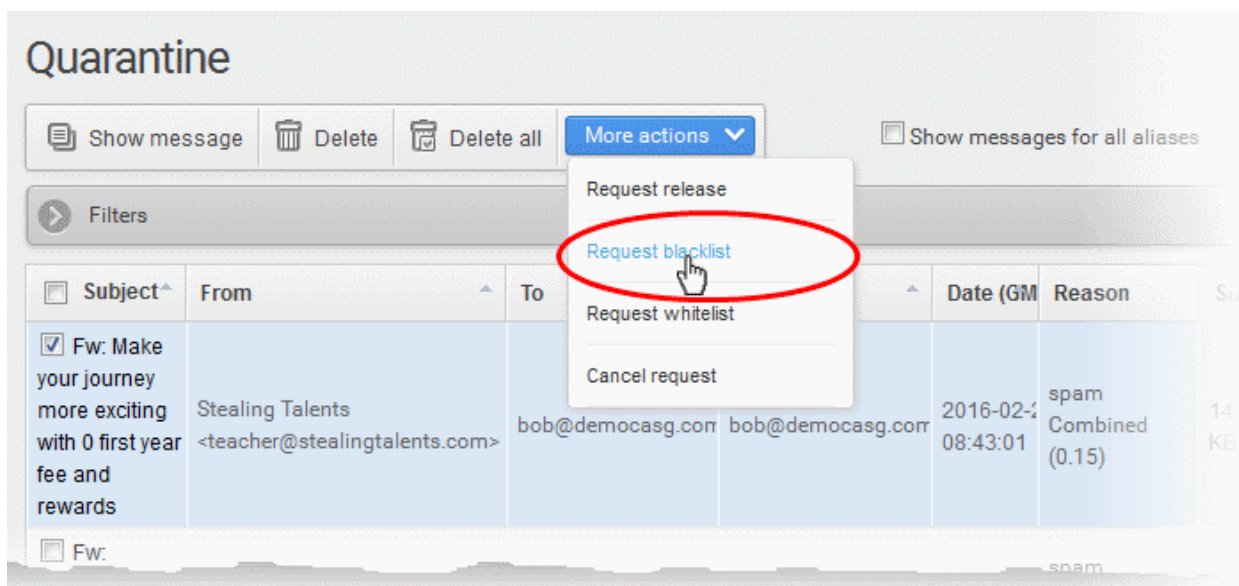 Quarantine
Show message Delete Delete all More actions Show messages for all aliases
Request release
Filters
Request blacklist
Subject From To Date (GM Reason
Request whitelist
Cancel request
Fw: Make
your journey
more exciting
with 0 first year
fee and
rewards
Stealing Talents
<teacher@stealingtalents.com>
bob@democasg.com bob@democasg.com
2016-02-2
08:43:01
spam
Combined
(0.15)
14
KB
Fw:
spam